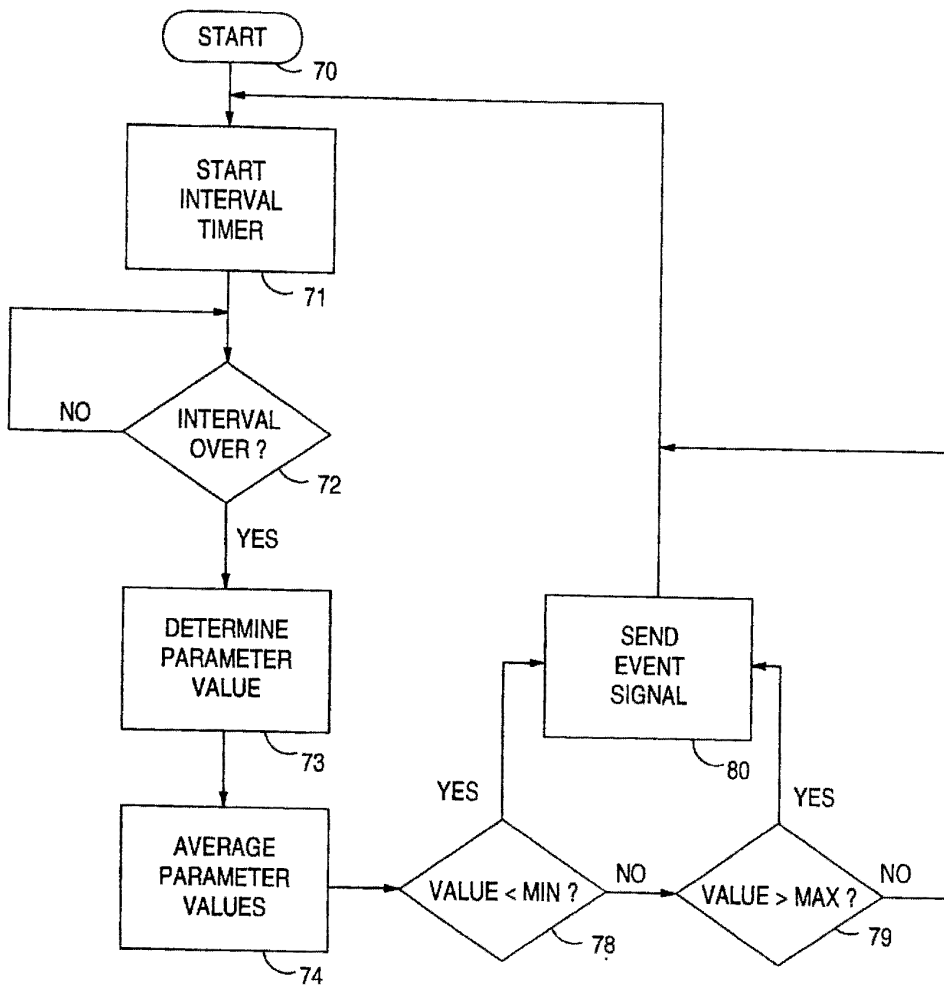 START
70
START
INTERVAL
TIMER
71
NO
INTERVAL
OVER ?
72
YES
DETERMINE
PARAMETER
VALUE
73
SEND
EVENT
SIGNAL
80
YES
YES
AVERAGE
PARAMETER
VALUES
74
VALUE < MIN ?
78
NO
VALUE > MAX ?
79
NO